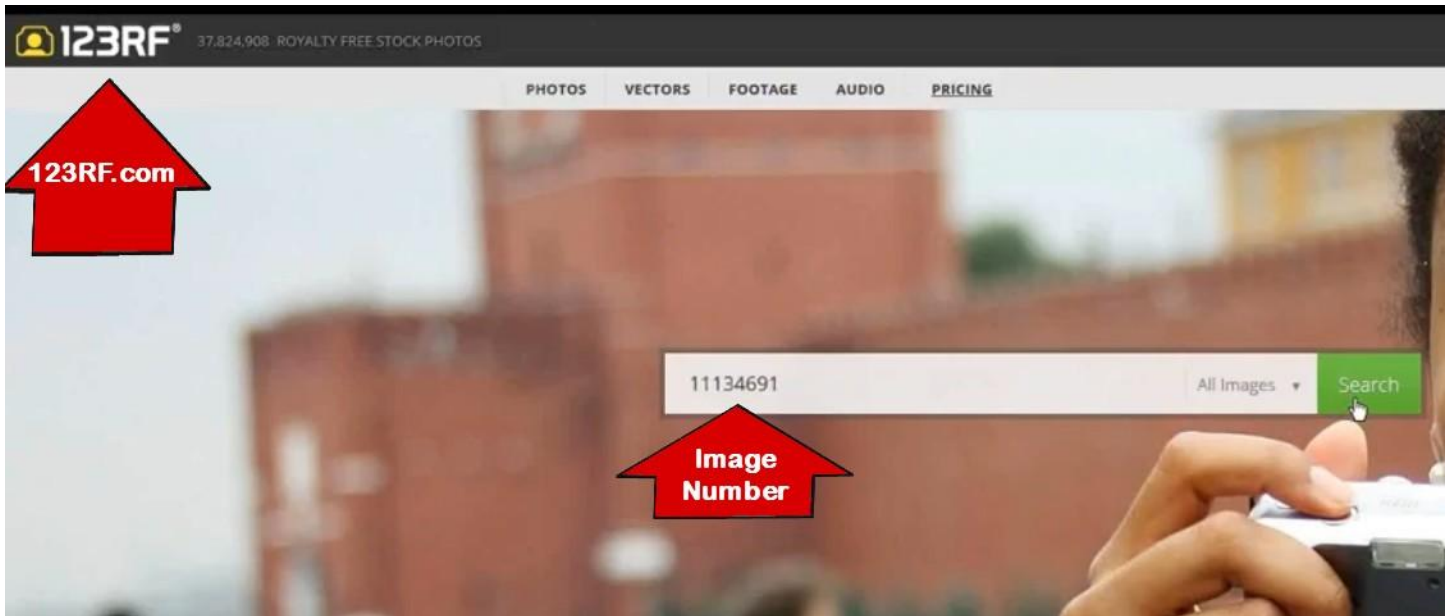 123RF®
37,824,908 ROYALTY FREE STOCK PHOTOS
PHOTOS VECTORS FOOTAGE AUDIO PRICING
123RF.com
11134691 All Images Search
Image
Number